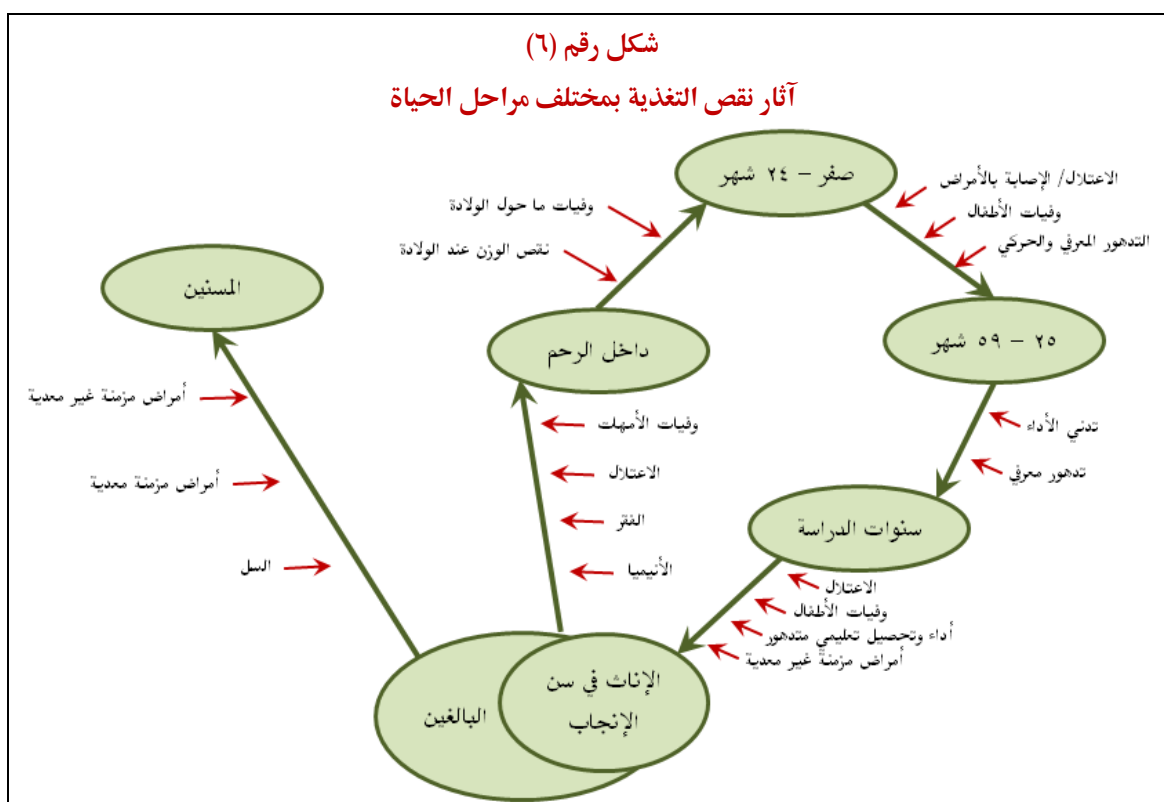 شكل رقم (٦)
آثار نقص التغذية بمختلف مراحل الحياة
صفر – ٢٤ شهر
الاعتلال/ الإصابة بالأمراض
وفيات الأطفال
التدهور المعرفي والحركي
وفيات ما حول الولادة
نقص الوزن عند الولادة
المسنين
داخل الرحم
٢٥ – ٥٩ شهر
أمراض مزمنة غير معدية
وفيات الأمهات
تدني الأداء
أمراض مزمنة معدية
الاعتلال
تدهور معرفي
الفقر
سنوات الدراسة
السل
الأنيميا
الاعتلال
وفيات الأطفال
أداء وتحصيل تعليمي متدهور
أمراض مزمنة غير معدية
الإناث في سن
الإنجاب
البالغين